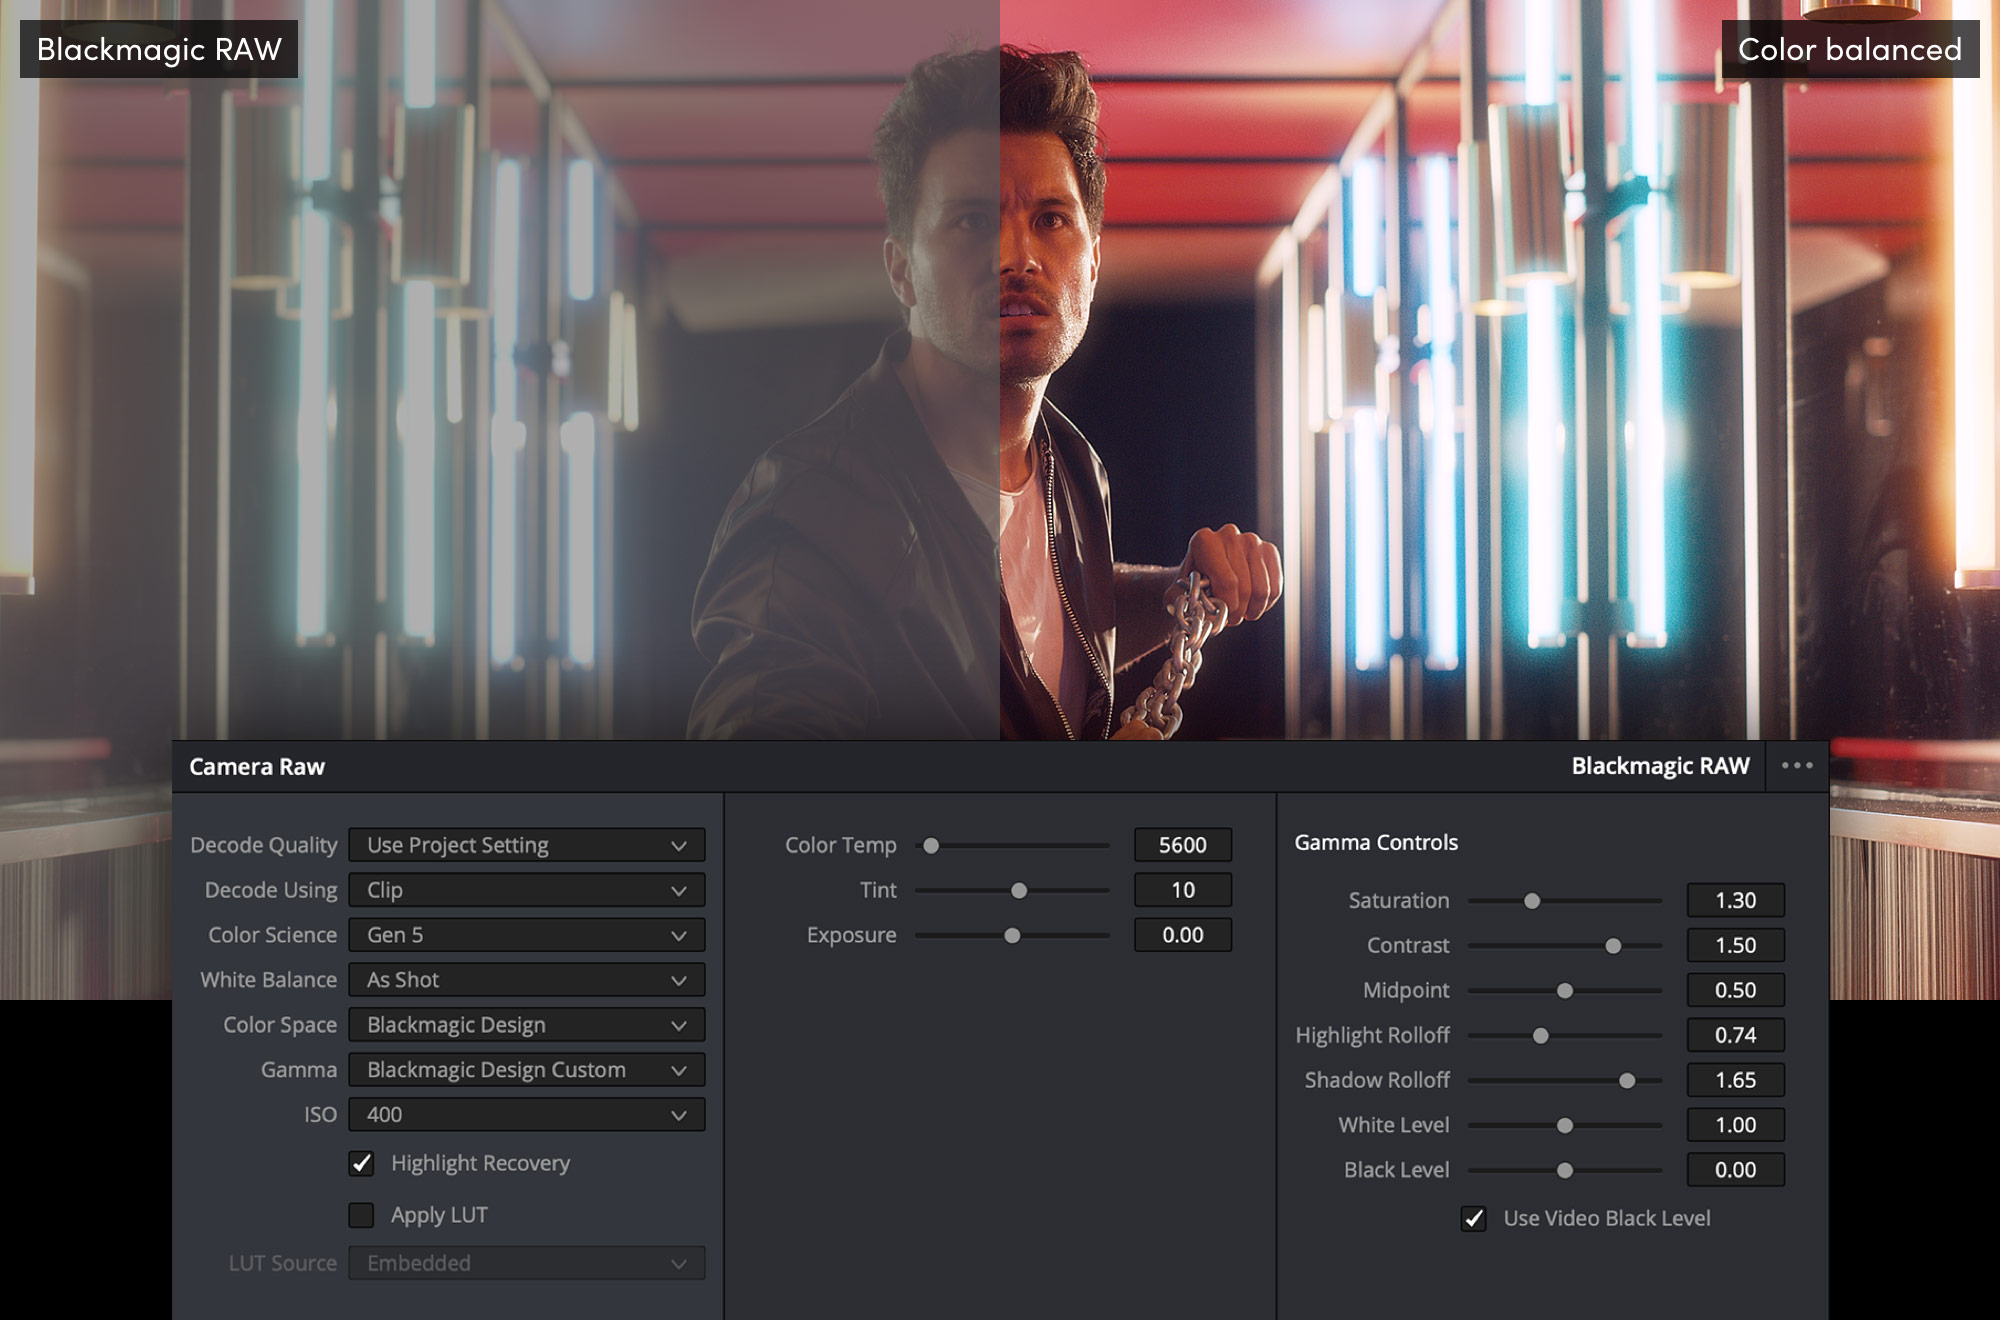 Blackmagic RAW
Color balanced
Camera Raw
Blackmagic RAW
Decode Quality Use Project Setting
Decode Using Clip
Color Science Gen 5
White Balance As Shot
Color Space Blackmagic Design
Gamma Blackmagic Design Custom
ISO 400
Highlight Recovery
Apply LUT
LUT Source Embedded
Color Temp 5600
Tint 10
Exposure 0.00
Gamma Controls
Saturation 1.30
Contrast 1.50
Midpoint 0.50
Highlight Rolloff 0.74
Shadow Rolloff 1.65
White Level 1.00
Black Level 0.00
Use Video Black Level